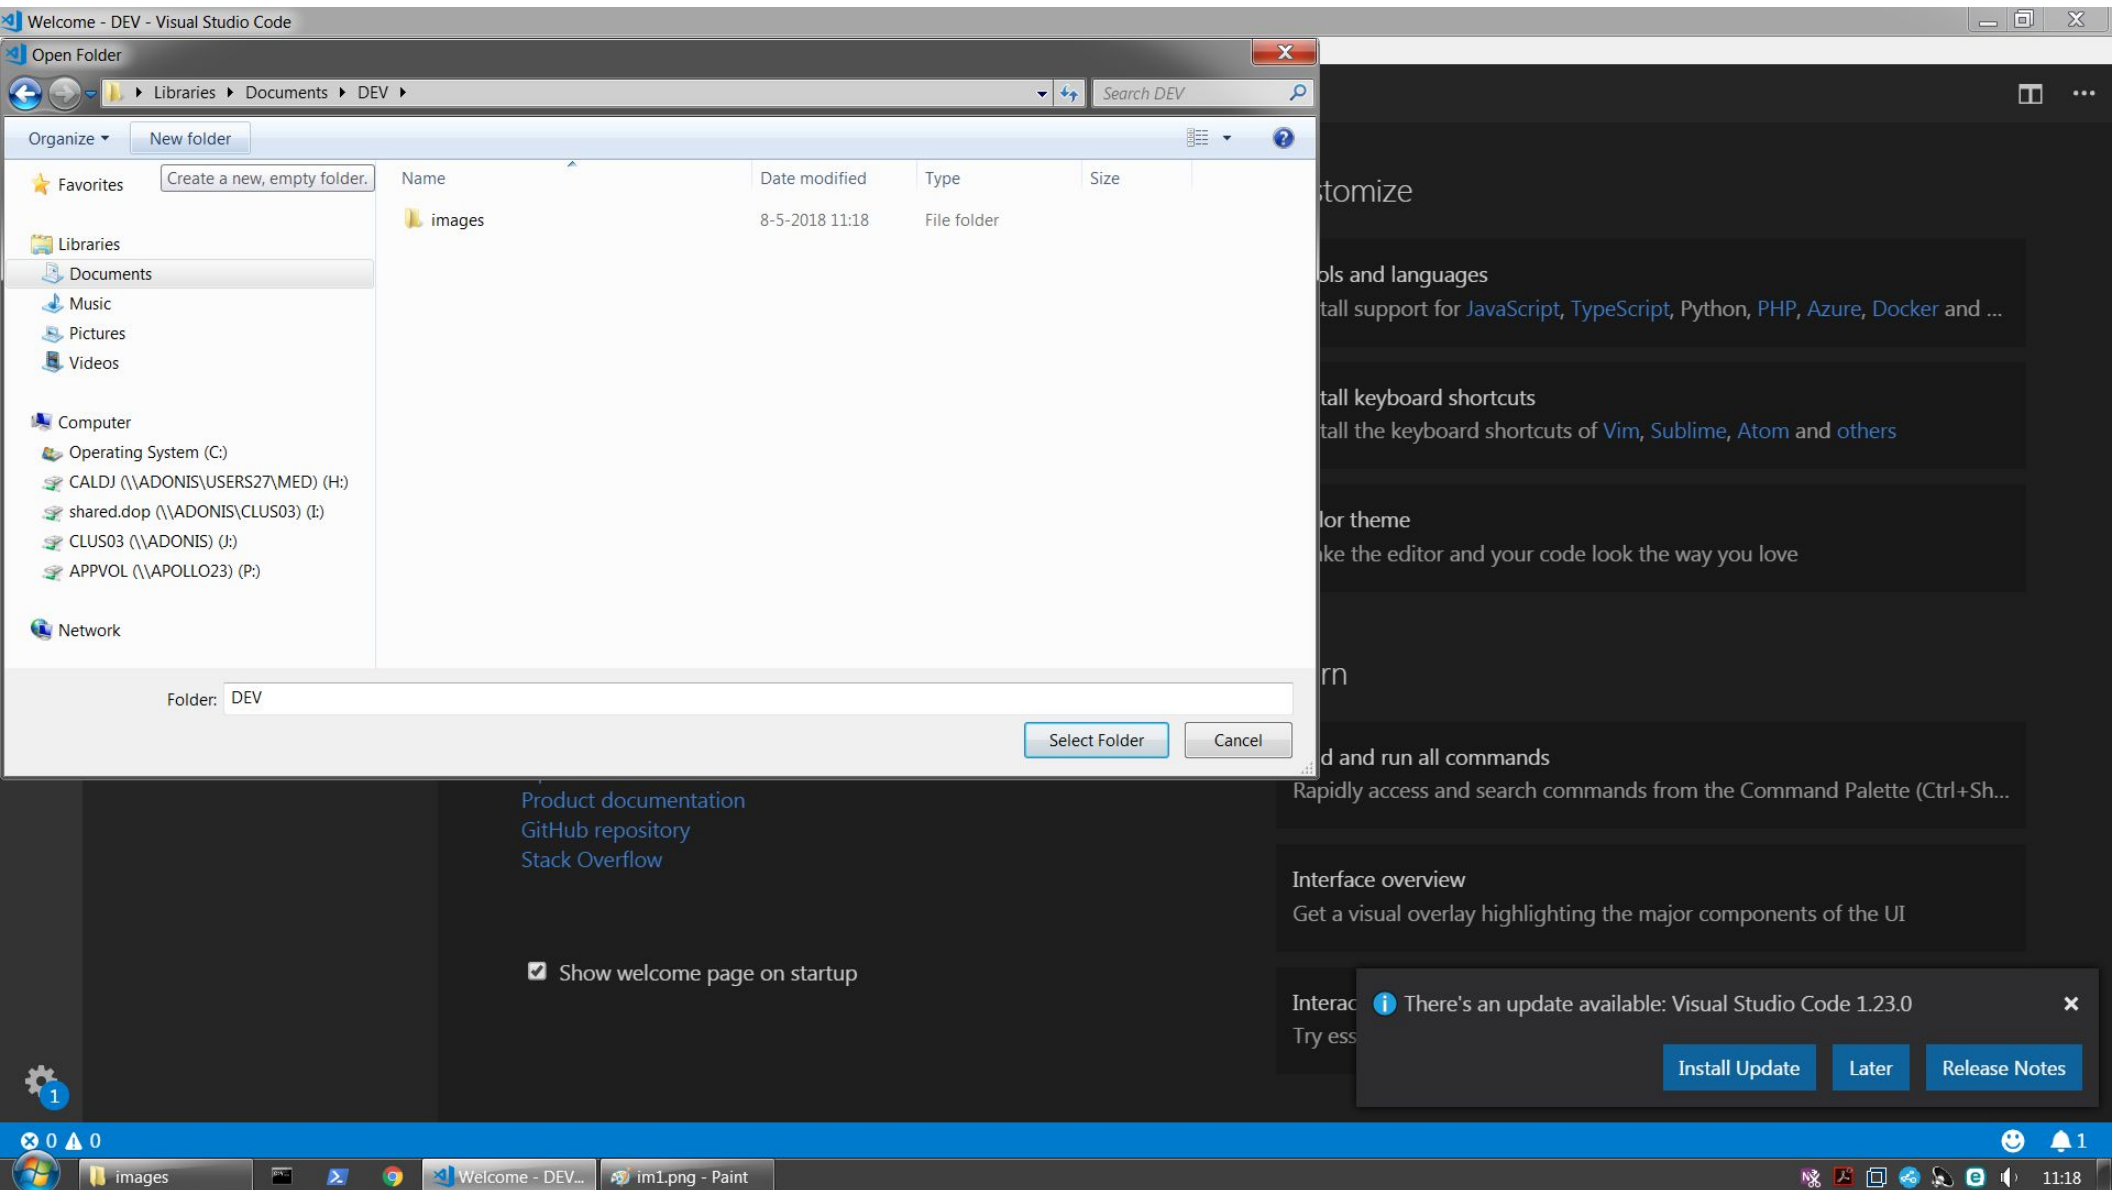 Welcome - DEV - Visual Studio Code
Open Folder
Libraries Documents DEV
Search DEV
Organize New folder
Create a new, empty folder.
Name Date modified Type Size
images 8-5-2018 11:18 File folder
Favorites
Libraries
Documents
Music
Pictures
Videos
Computer
Operating System (C:)
CALDJ (\\ADONIS\USERS27\MED) (H:)
shared.dop (\\ADONIS\CLUS03) (I:)
CLUS03 (\\ADONIS) (J:)
APPVOL (\\APOLLO23) (P:)
Network
Folder: DEV
Select Folder Cancel
tomize
ols and languages
tall support for JavaScript, TypeScript, Python, PHP, Azure, Docker and ...
tall keyboard shortcuts
tall the keyboard shortcuts of Vim, Sublime, Atom and others
lor theme
ke the editor and your code look the way you love
rn
d and run all commands
Rapidly access and search commands from the Command Palette (Ctrl+Sh...
Interface overview
Get a visual overlay highlighting the major components of the UI
Interac
Try ess
Product documentation
GitHub repository
Stack Overflow
Show welcome page on startup
There's an update available: Visual Studio Code 1.23.0
Install Update Later Release Notes
1
0 0
1
images
Welcome - DEV...
im1.png - Paint
11:18